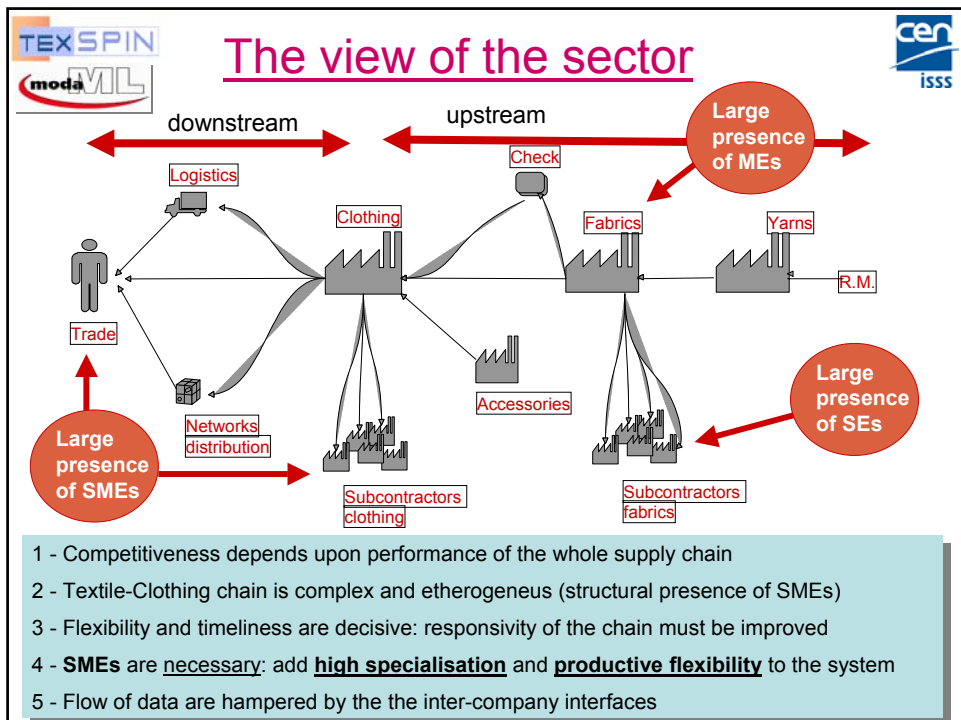 TEXSPIN
modaML
The view of the sector
cen
isss
downstream
upstream
Large
presence
of MEs
Logistics
Check
Clothing
Fabrics
Yarns
R.M.
Trade
Accessories
Networks
distribution
Large
presence
of SEs
Large
presence
of SMEs
Subcontractors
clothing
Subcontractors
fabrics
1 - Competitiveness depends upon performance of the whole supply chain
2 - Textile-Clothing chain is complex and etherogeneus (structural presence of SMEs)
3 - Flexibility and timeliness are decisive: responsivity of the chain must be improved
4 - SMEs are necessary: add high specialisation and productive flexibility to the system
5 - Flow of data are hampered by the the inter-company interfaces